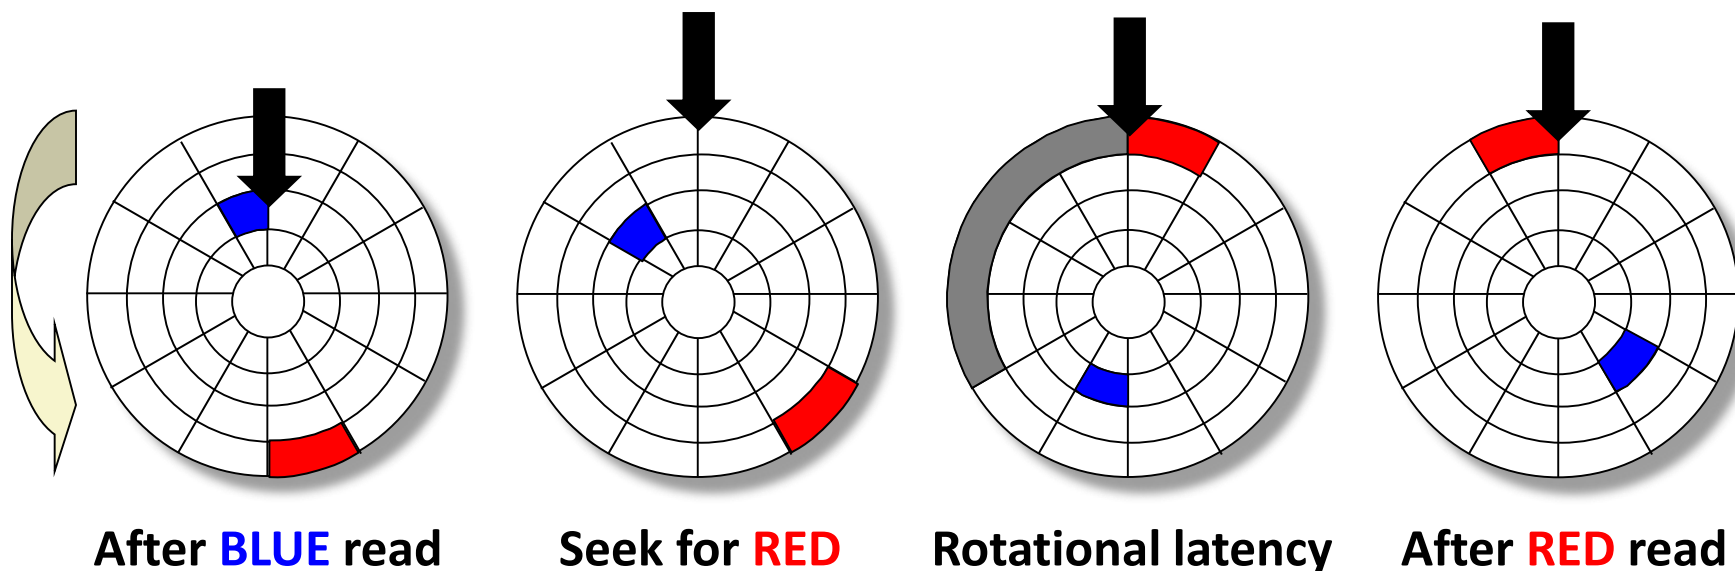 After BLUE read
Seek for RED
Rotational latency
After RED read